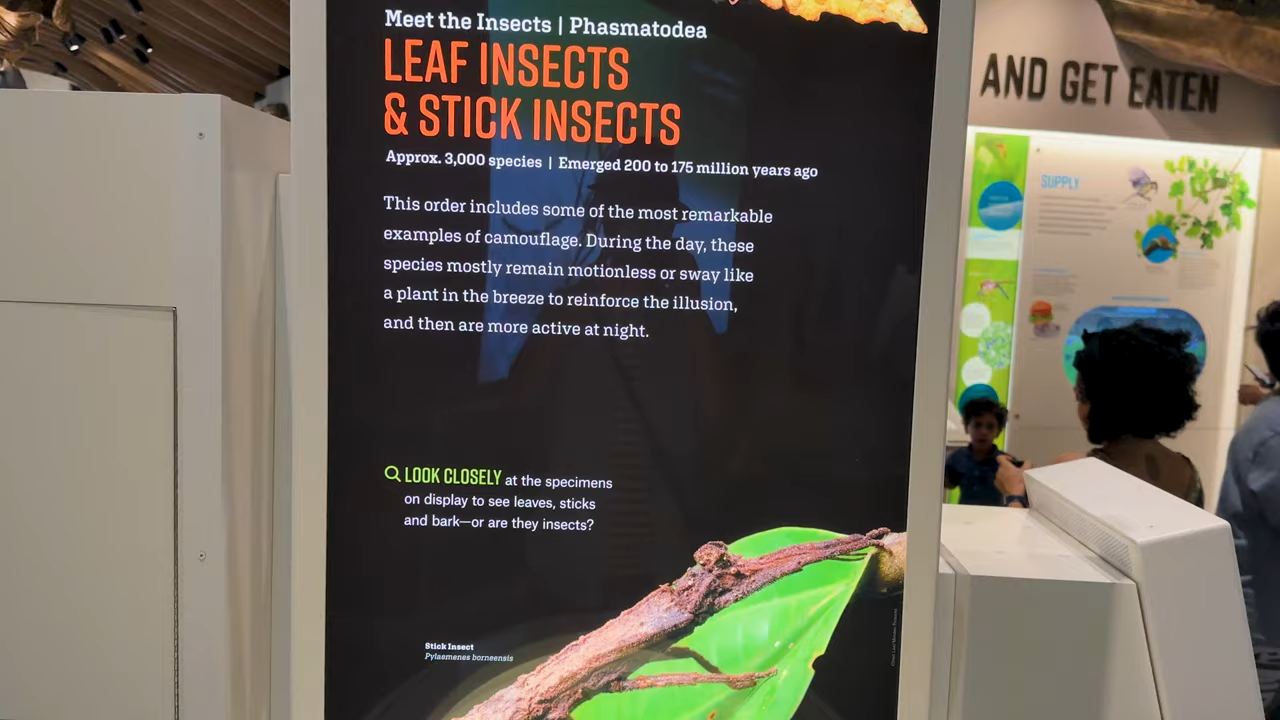 Meet the Insects | Phasmatodea
LEAF INSECTS
& STICK INSECTS
Approx. 3,000 species | Emerged 200 to 175 million years ago
This order includes some of the most remarkable
examples of camouflage. During the day, these
species mostly remain motionless or sway like
a plant in the breeze to reinforce the illusion,
and then are more active at night.
LOOK CLOSELY at the specimens
on display to see leaves, sticks
and bark—or are they insects?
Stick Insect
Pylaemenes borneensis
AND GET EATEN
SUPPLY